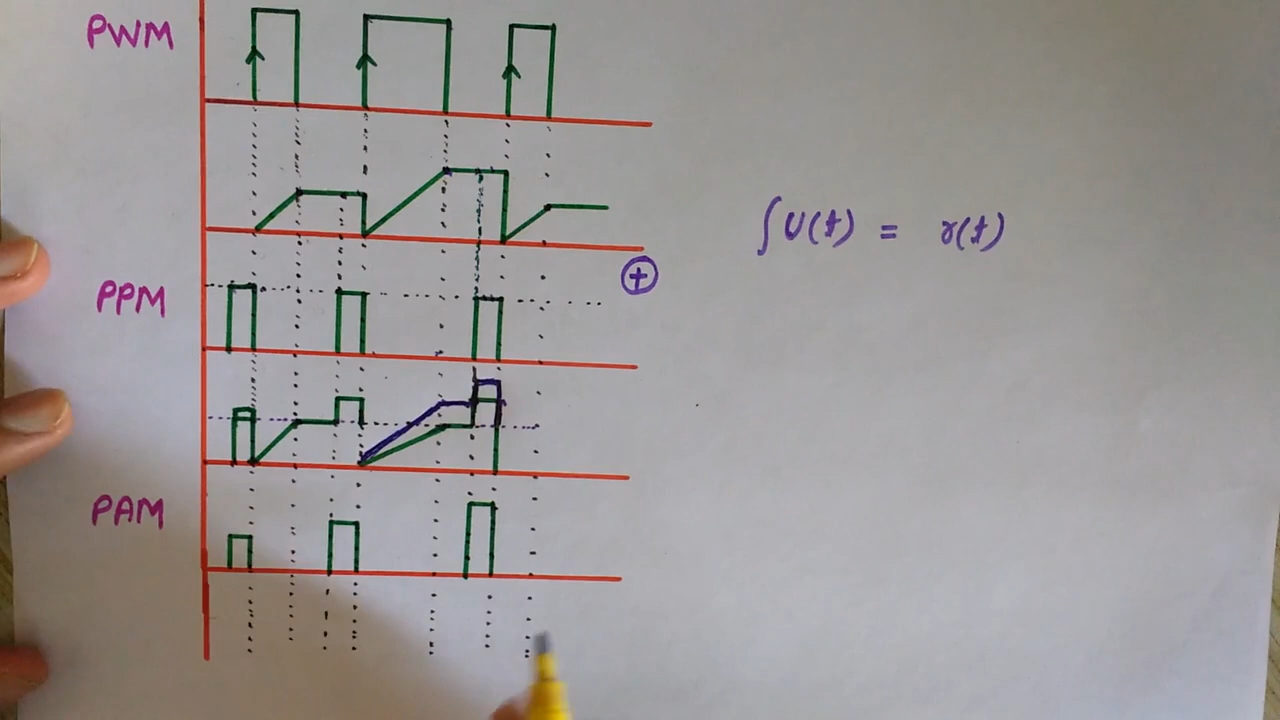 PWM
∫U(t) = r(t)
+
PPM
PAM